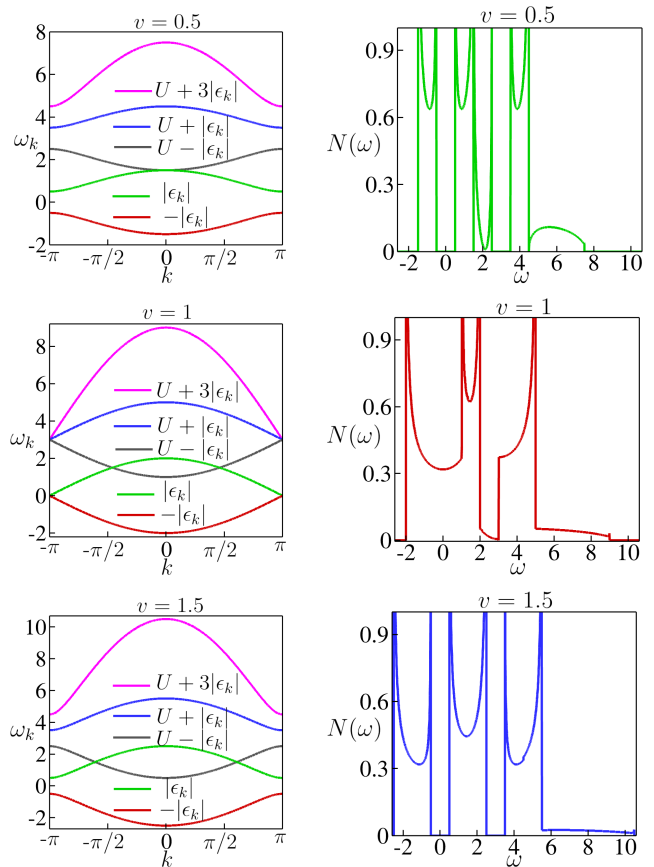 v = 0.5
8
6
4
2
0
-2
ω_k
U + 3|ϵ_k|
U + |ϵ_k|
U − |ϵ_k|
|ϵ_k|
−|ϵ_k|
-π -π/2 0 π/2 π
k
v = 0.5
0.9
0.6
0.3
0
N(ω)
-2 0 2 4 6 8 10
ω
v = 1
8
6
4
2
0
-2
ω_k
U + 3|ϵ_k|
U + |ϵ_k|
U − |ϵ_k|
|ϵ_k|
−|ϵ_k|
-π -π/2 0 π/2 π
k
v = 1
0.9
0.6
0.3
0
N(ω)
-2 0 2 4 6 8 10
ω
v = 1.5
10
8
6
4
2
0
-2
ω_k
U + 3|ϵ_k|
U + |ϵ_k|
U − |ϵ_k|
|ϵ_k|
−|ϵ_k|
-π -π/2 0 π/2 π
k
v = 1.5
0.9
0.6
0.3
0
N(ω)
-2 0 2 4 6 8 10
ω